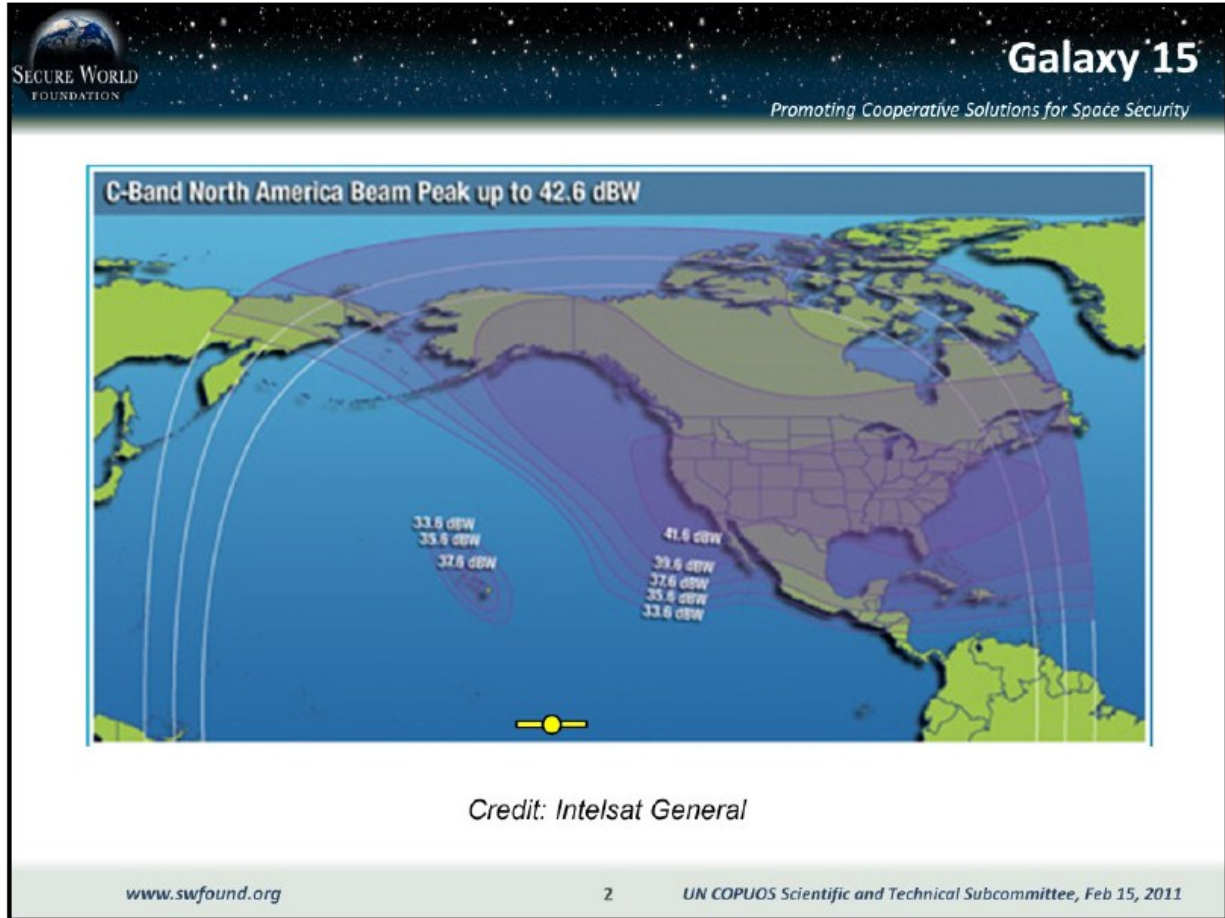 SECURE WORLD
FOUNDATION
Galaxy 15
Promoting Cooperative Solutions for Space Security
C-Band North America Beam Peak up to 42.6 dBW
33.6 dBW
35.6 dBW
37.6 dBW
41.6 dBW
39.6 dBW
37.6 dBW
35.6 dBW
33.6 dBW
Credit: Intelsat General
www.swfound.org
2
UN COPUOS Scientific and Technical Subcommittee, Feb 15, 2011